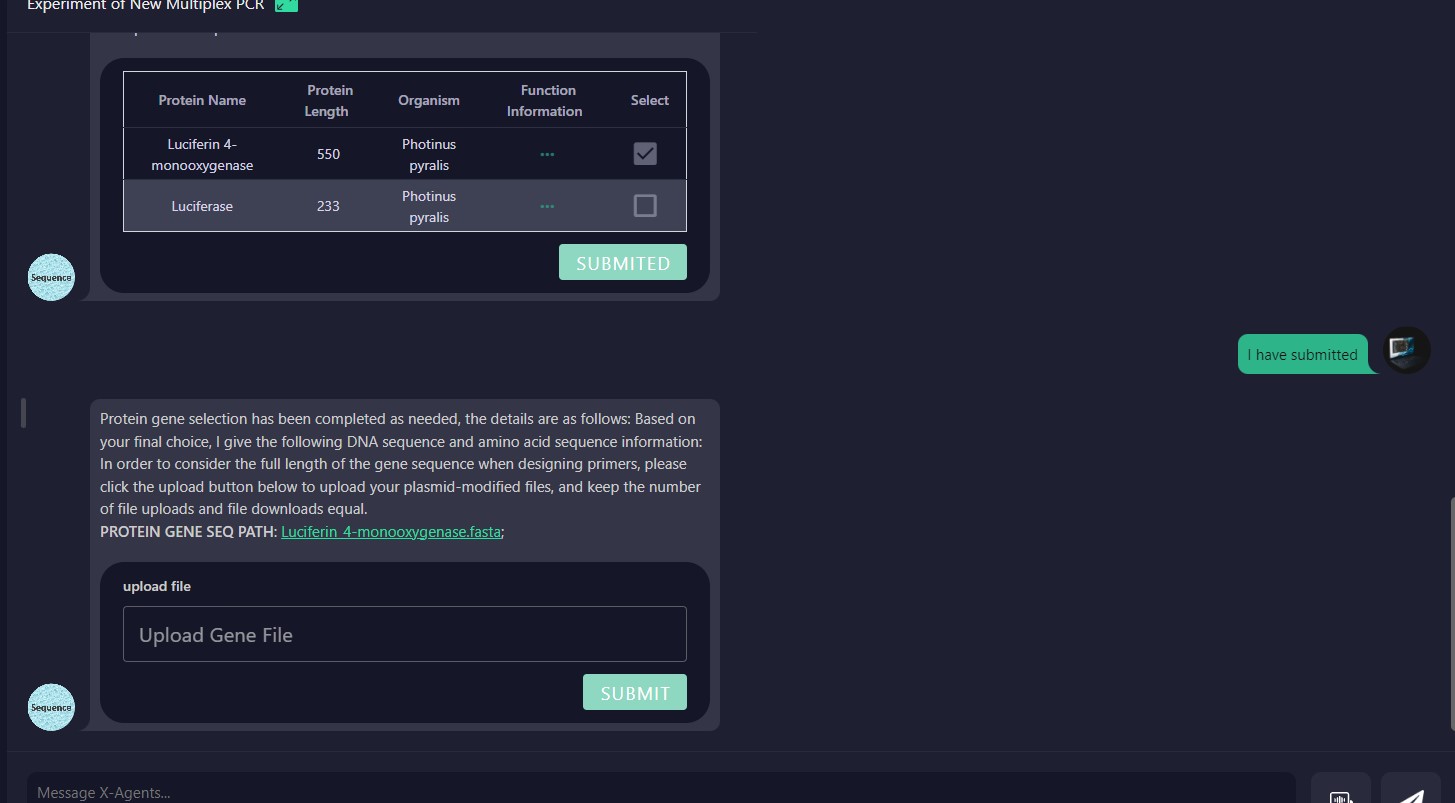 Experiment of New Multiplex PCR
Protein Name
Protein
Length
Organism
Function
Information
Select
Luciferin 4-
monooxygenase
550
Photinus
pyralis
...
Luciferase
233
Photinus
pyralis
...
SUBMITED
Sequence
I have submitted
Protein gene selection has been completed as needed, the details are as follows: Based on
your final choice, I give the following DNA sequence and amino acid sequence information:
In order to consider the full length of the gene sequence when designing primers, please
click the upload button below to upload your plasmid-modified files, and keep the number
of file uploads and file downloads equal.
PROTEIN GENE SEQ PATH: Luciferin_4-monooxygenase.fasta;
upload file
Upload Gene File
SUBMIT
Sequence
Message X-Agents...